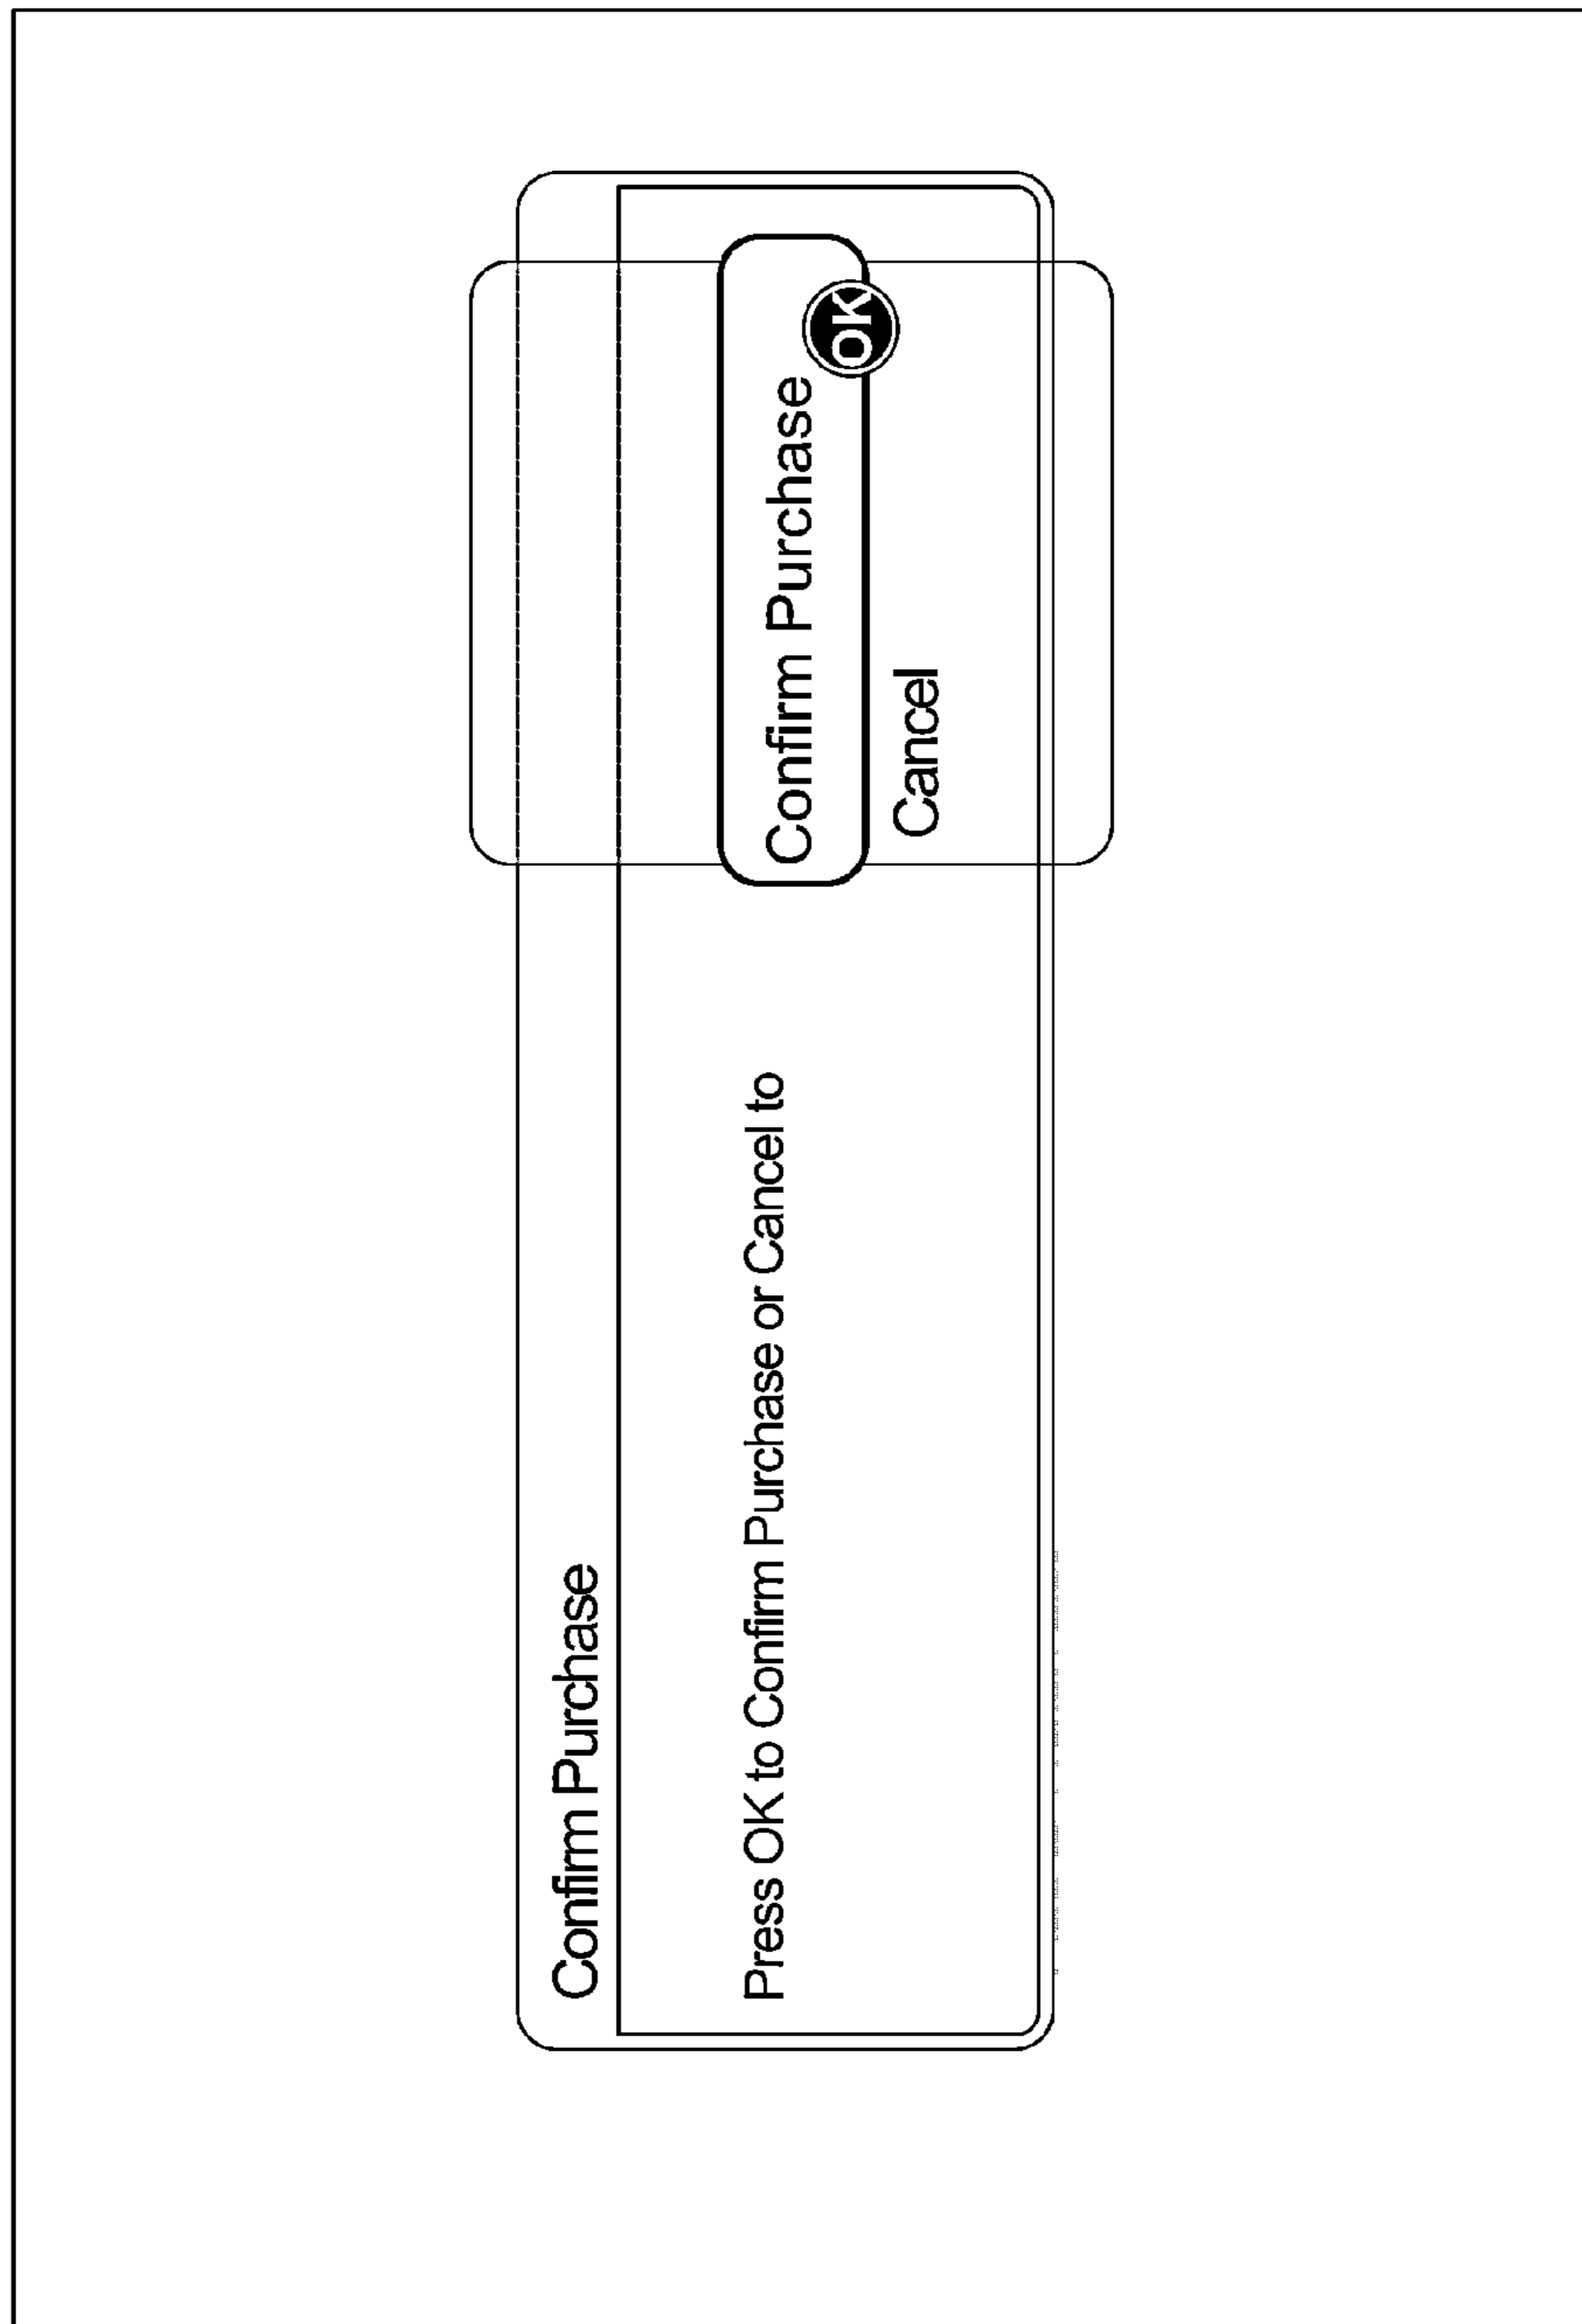 Confirm Purchase
Press OK to Confirm Purchase or Cancel to
Confirm Purchase
OK
Cancel